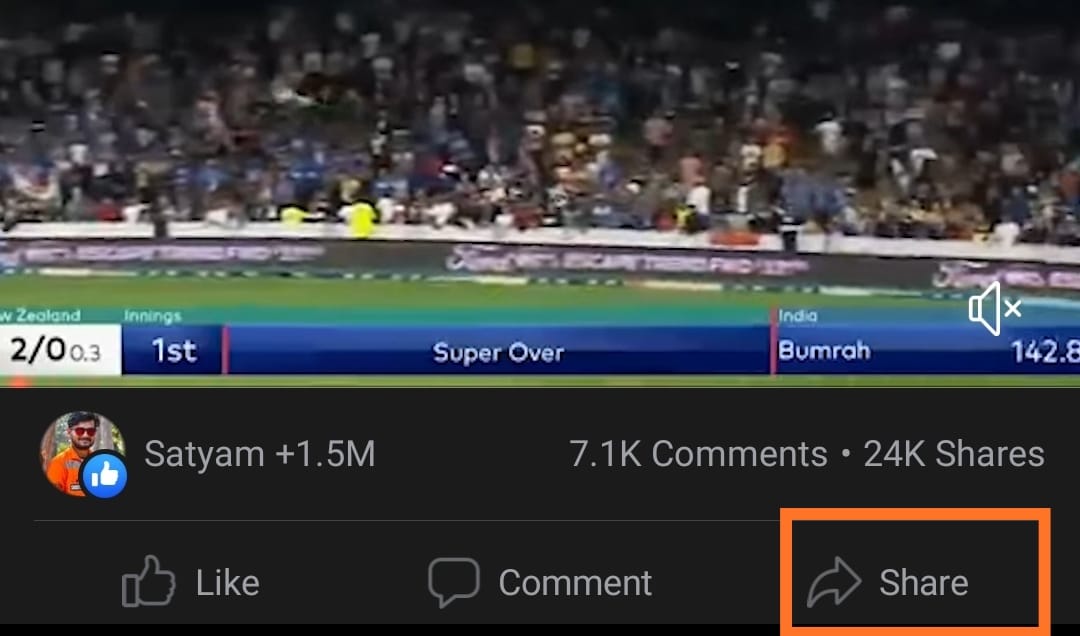 w Zealand Innings India
2/0 0.3 1st Super Over Bumrah 142.8
Satyam +1.5M 7.1K Comments • 24K Shares
Like Comment Share